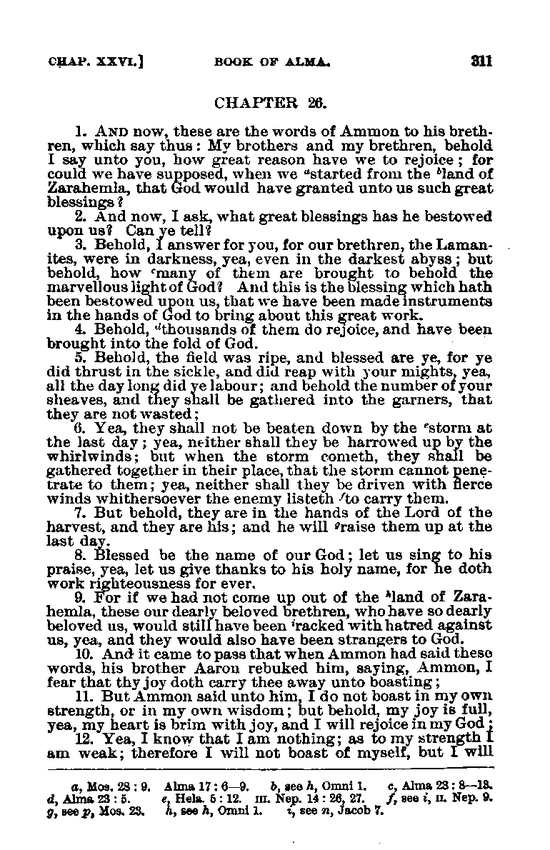 CHAP. XXVI.] BOOK OF ALMA. 311
CHAPTER 26.
1. AND now, these are the words of Ammon to his breth-
ren, which say thus: My brothers and my brethren, behold
I say unto you, how great reason have we to rejoice; for
could we have supposed, when we ᵃstarted from the ᵇland of
Zarahemla, that God would have granted unto us such great
blessings?
2. And now, I ask, what great blessings has he bestowed
upon us? Can ye tell?
3. Behold, I answer for you, for our brethren, the Laman-
ites, were in darkness, yea, even in the darkest abyss; but
behold, how ᶜmany of them are brought to behold the
marvellous light of God! And this is the blessing which hath
been bestowed upon us, that we have been made instruments
in the hands of God to bring about this great work.
4. Behold, ᵈthousands of them do rejoice, and have been
brought into the fold of God.
5. Behold, the field was ripe, and blessed are ye, for ye
did thrust in the sickle, and did reap with your mights, yea,
all the day long did ye labour; and behold the number of your
sheaves, and they shall be gathered into the garners, that
they are not wasted;
6. Yea, they shall not be beaten down by the ᵉstorm at
the last day; yea, neither shall they be harrowed up by the
whirlwinds; but when the storm cometh, they shall be
gathered together in their place, that the storm cannot pene-
trate to them; yea, neither shall they be driven with fierce
winds whithersoever the enemy listeth ᶠto carry them.
7. But behold, they are in the hands of the Lord of the
harvest, and they are his; and he will ᵍraise them up at the
last day.
8. Blessed be the name of our God; let us sing to his
praise, yea, let us give thanks to his holy name, for he doth
work righteousness for ever.
9. For if we had not come up out of the ʰland of Zara-
hemla, these our dearly beloved brethren, who have so dearly
beloved us, would still have been ⁱracked with hatred against
us, yea, and they would also have been strangers to God.
10. And it came to pass that when Ammon had said these
words, his brother Aaron rebuked him, saying, Ammon, I
fear that thy joy doth carry thee away unto boasting;
11. But Ammon said unto him, I do not boast in my own
strength, or in my own wisdom; but behold, my joy is full,
yea, my heart is brim with joy, and I will rejoice in my God;
12. Yea, I know that I am nothing; as to my strength I
am weak; therefore I will not boast of myself, but I will
a, Mos. 28:9. Alma 17:6—9. b, see h, Omni 1. c, Alma 23:8—13.
d, Alma 23:5. e, Hela. 5:12. III. Nep. 14:26, 27. f, see i, II. Nep. 9.
g, see p, Mos. 23. h, see h, Omni 1. i, see n, Jacob 7.